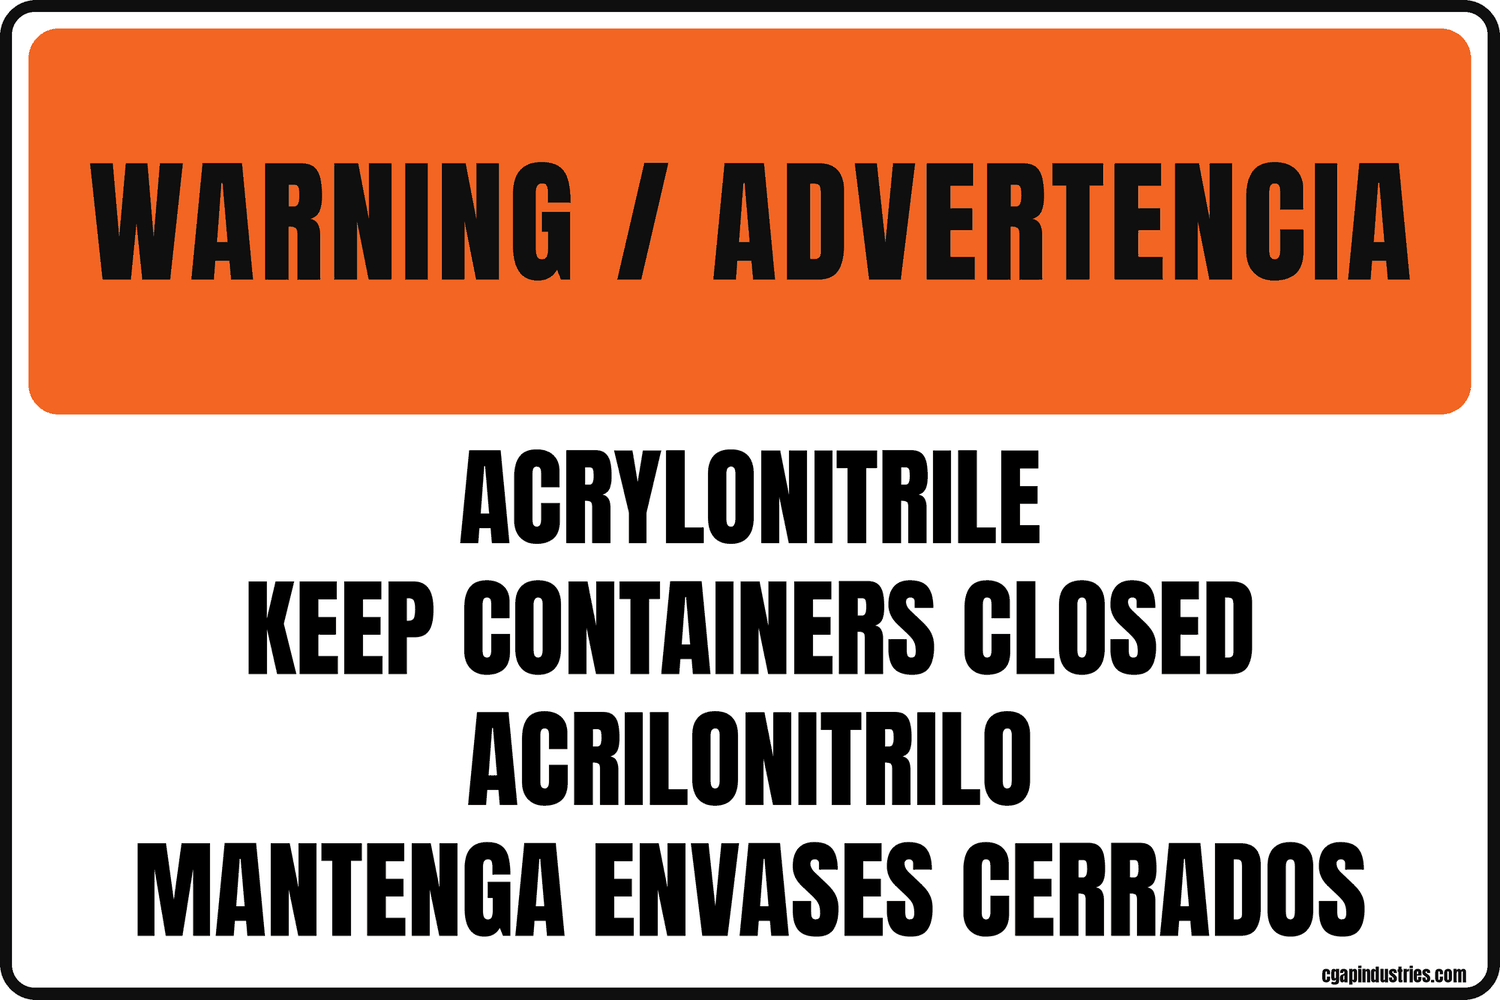 WARNING / ADVERTENCIA
ACRYLONITRILE
KEEP CONTAINERS CLOSED
ACRILONITRILO
MANTENGA ENVASES CERRADOS
cgapindustries.com